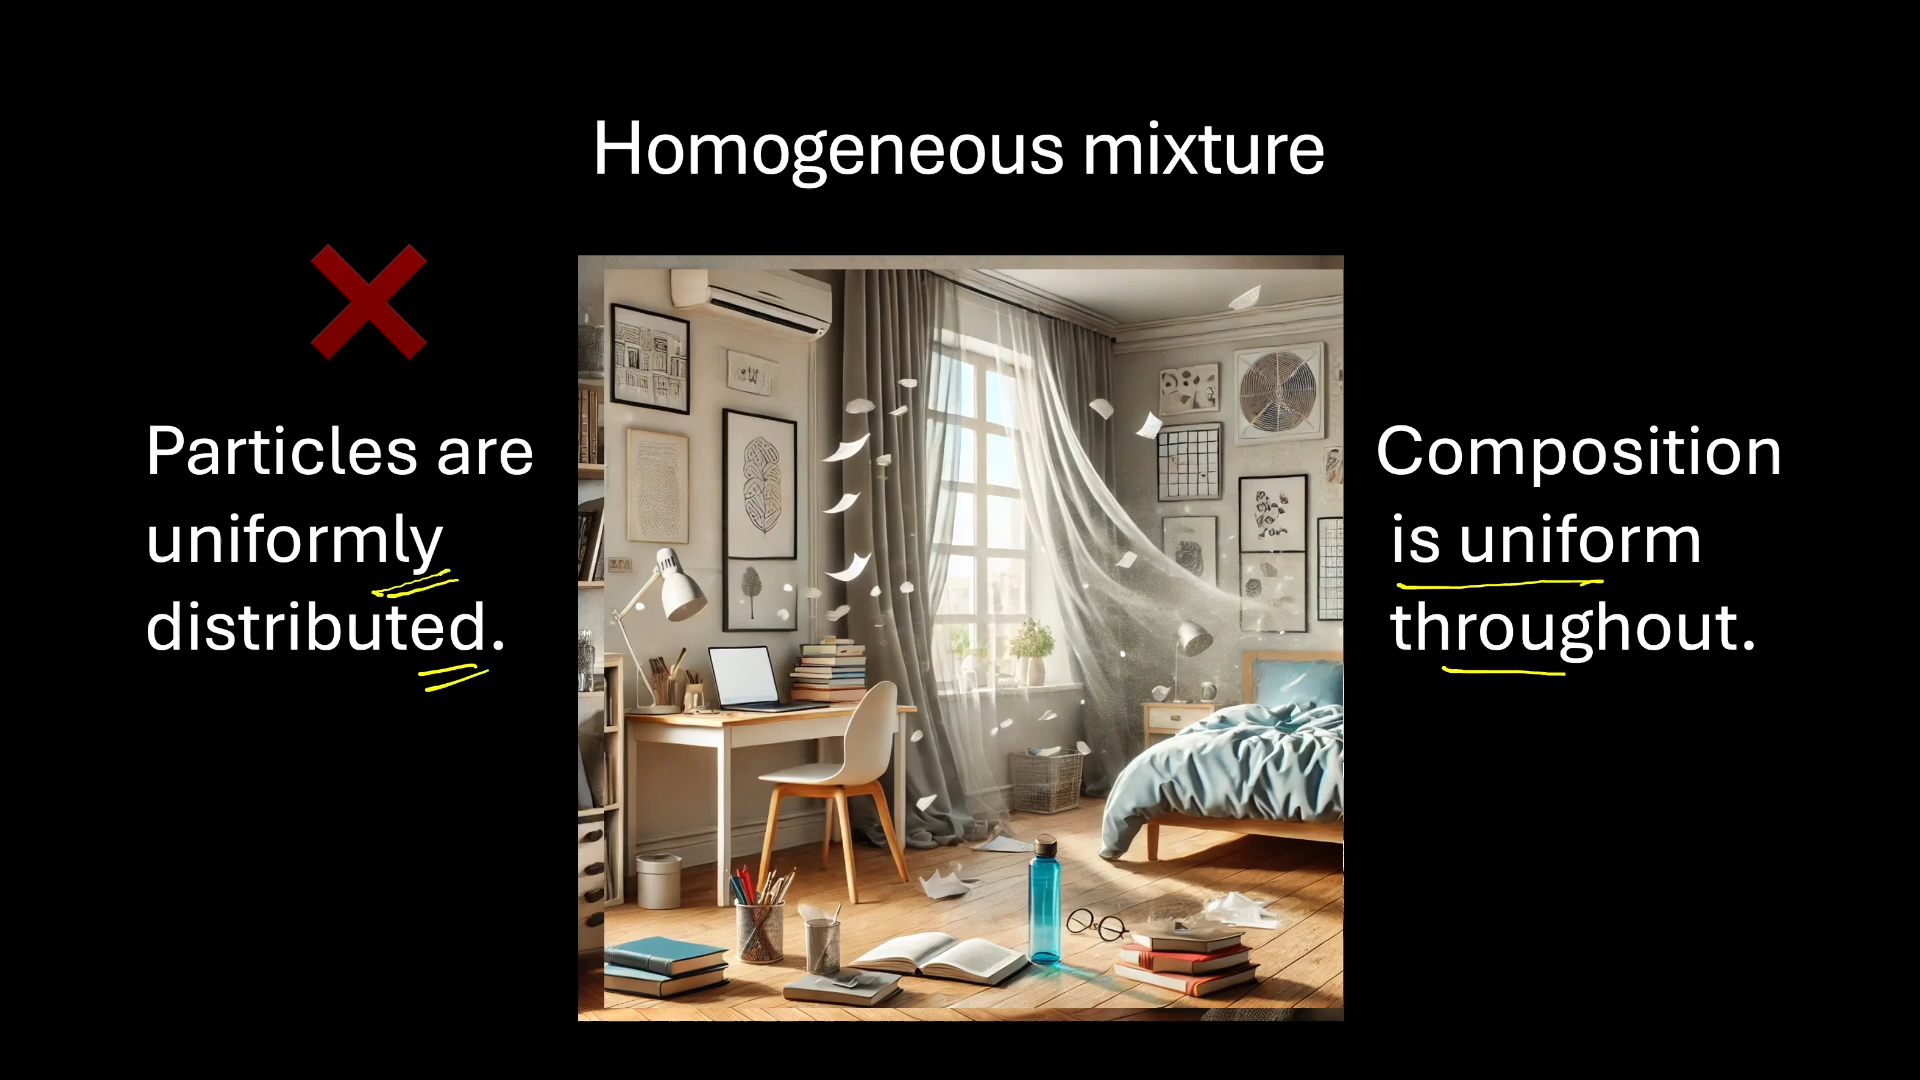 Homogeneous mixture
Particles are
uniformly
distributed.
Composition
is uniform
throughout.